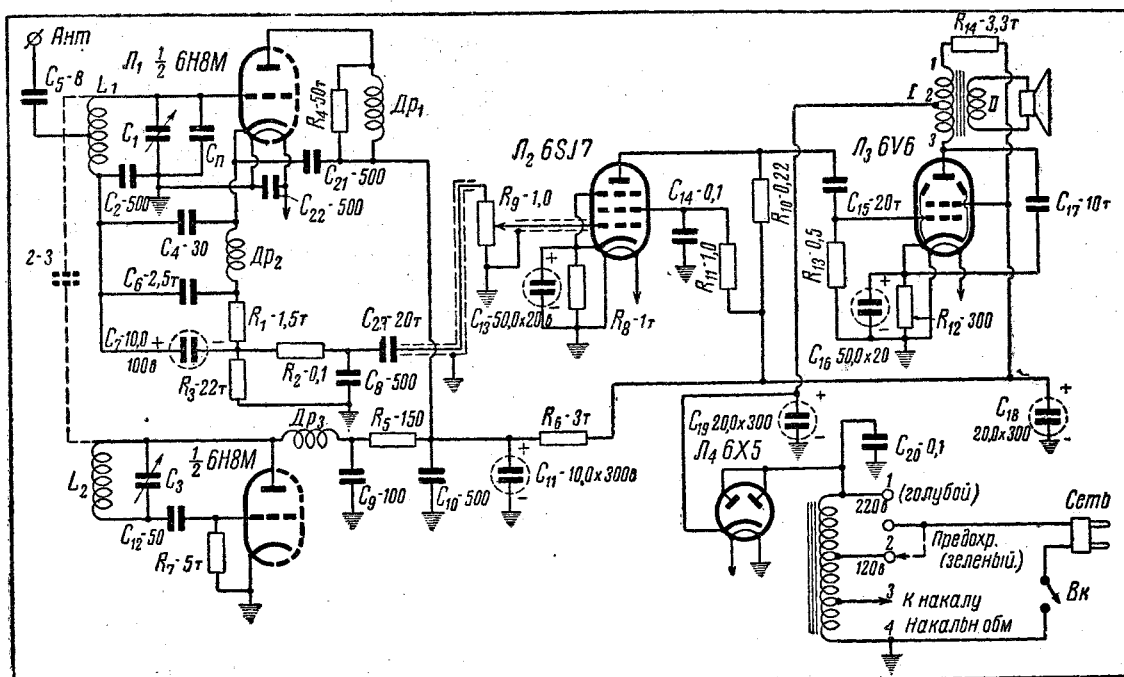 Ант
C5-8
L1
Л1 ½ 6Н8М
C1
Cп
R4-50т
Др1
C2-500
C21-500
C22-500
C4-30
Др2
2-3
C6-2,5т
R1-1,5т
C7-10,0
100в
+
-
R3-22т
R2-0,1
C8-500
C23-20т
R9-1,0
Л2 6SJ7
C14-0,1
R11-1,0
R10-0,22
+
-
C13-50,0х20в
R8-1т
C15-20т
R13-0,5
Л3 6V6
R14-3,3т
1
I
2
3
II
C17-10т
+
-
C16 50,0х20
R12-300
L2
C3
½ 6Н8М
C12-50
R7-5т
Др3
R5-150
C9-100
C10-500
+
-
C11-10,0х300в
R6-3т
C19 20,0х300
+
-
Л4 6X5
C20-0,1
C18
20,0х300
+
-
1
(голубой)
220в
2
120в
Предохр.
(зеленый.)
3
К накалу
4
Накальн обм
Сеть
Вк